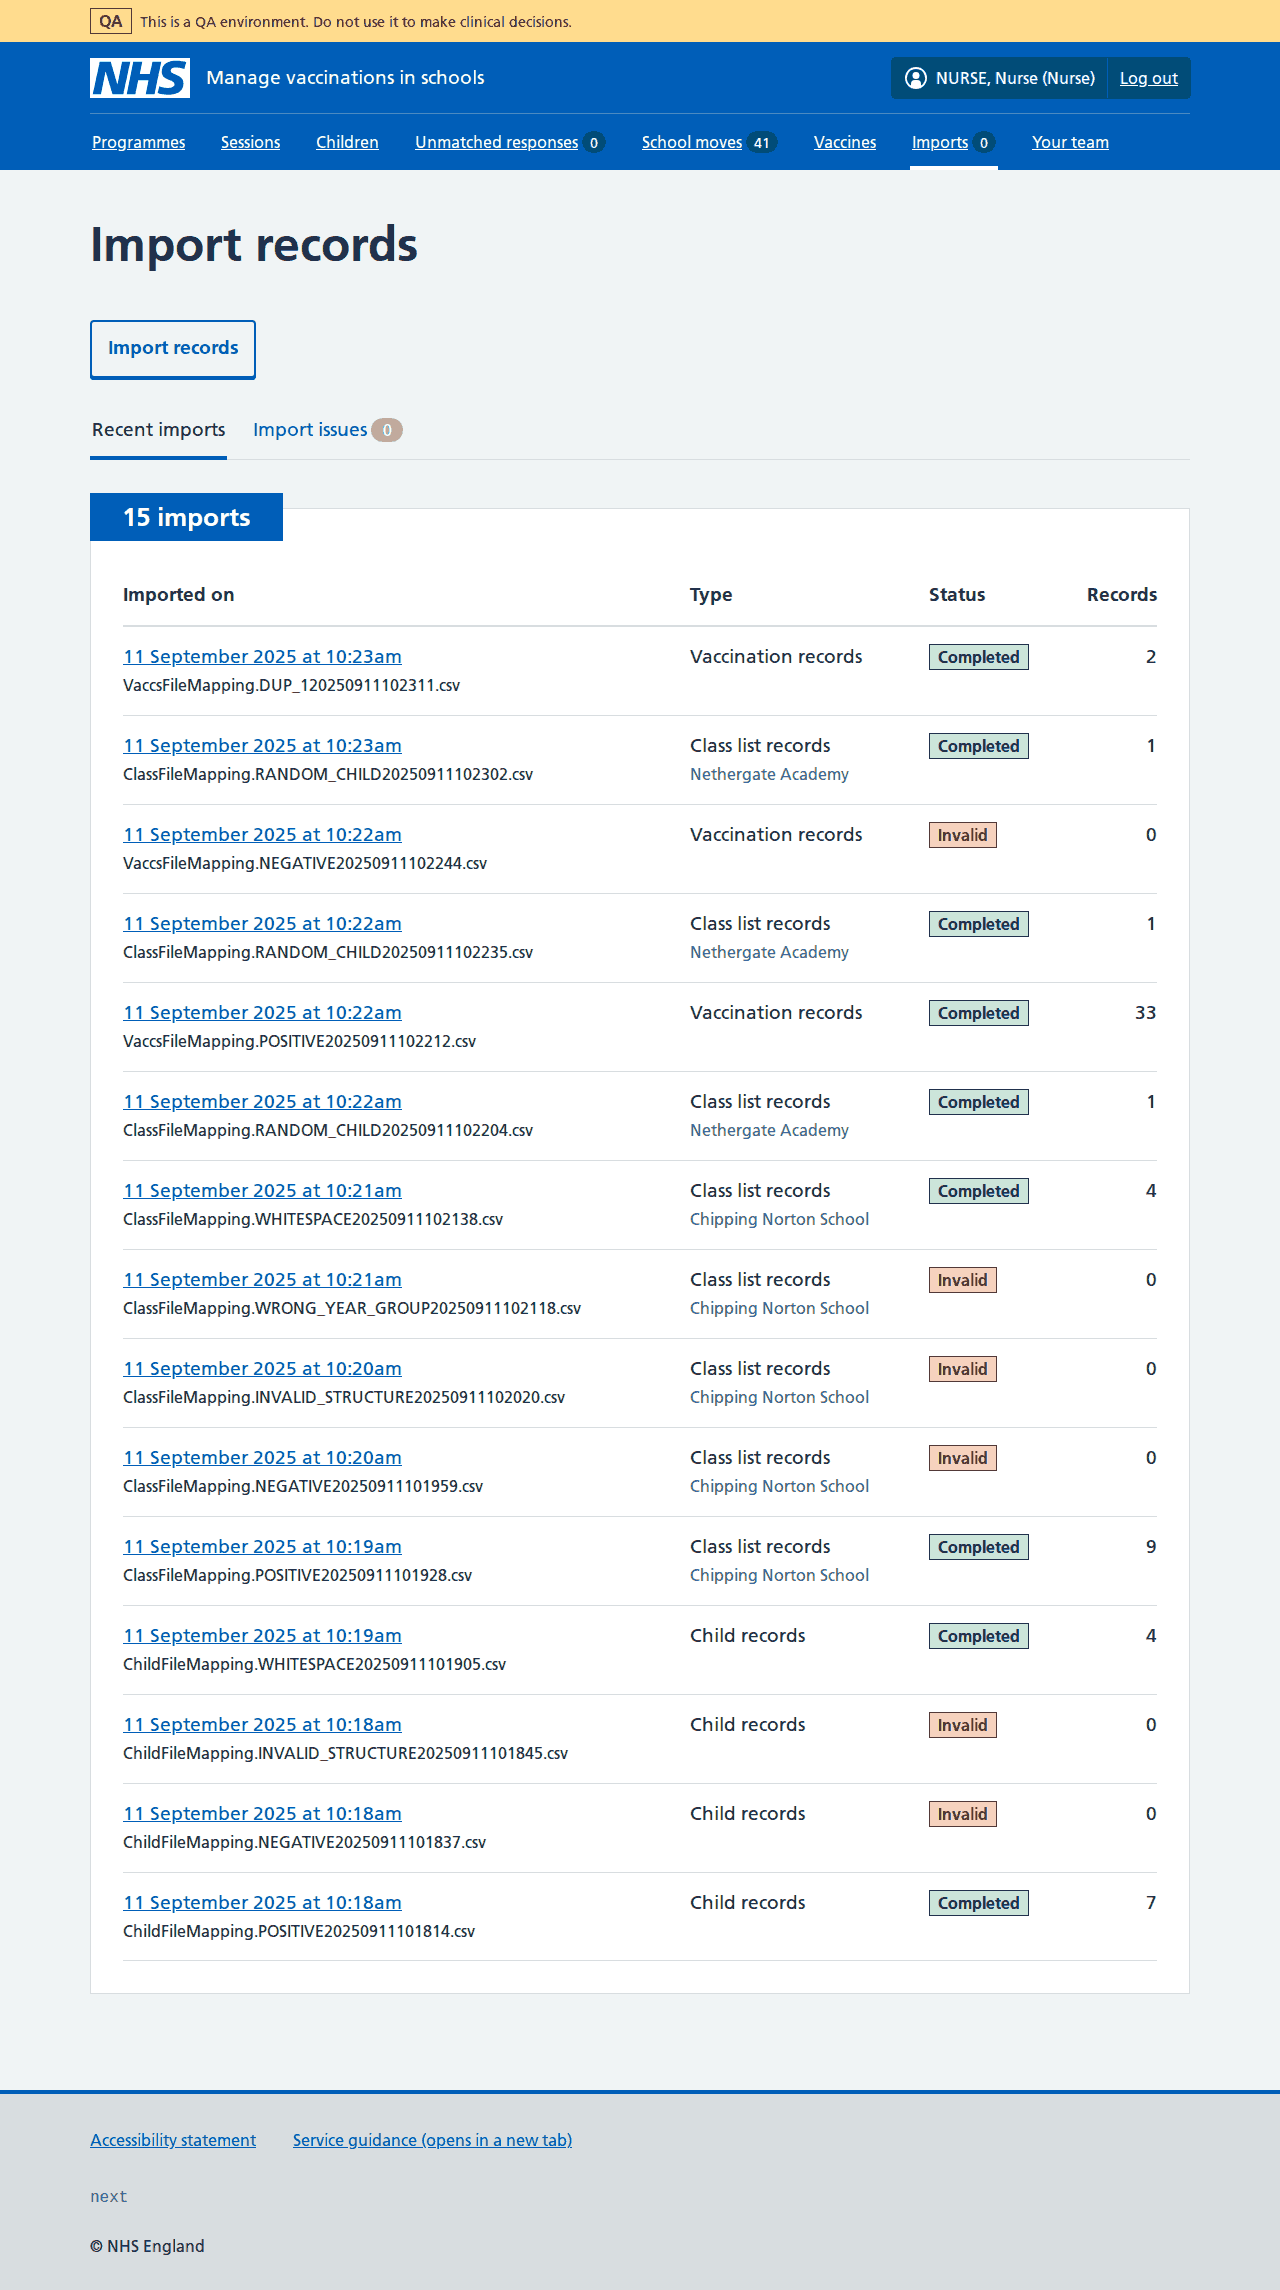 QA This is a QA environment. Do not use it to make clinical decisions.
NHS Manage vaccinations in schools NURSE, Nurse (Nurse) Log out
Programmes Sessions Children Unmatched responses 0 School moves 41 Vaccines Imports 0 Your team
Import records
Import records
Recent imports Import issues 0
15 imports
Imported on Type Status Records
11 September 2025 at 10:23am Vaccination records Completed 2
VaccsFileMapping.DUP_120250911102311.csv
11 September 2025 at 10:23am Class list records Completed 1
ClassFileMapping.RANDOM_CHILD20250911102302.csv Nethergate Academy
11 September 2025 at 10:22am Vaccination records Invalid 0
VaccsFileMapping.NEGATIVE20250911102244.csv
11 September 2025 at 10:22am Class list records Completed 1
ClassFileMapping.RANDOM_CHILD20250911102235.csv Nethergate Academy
11 September 2025 at 10:22am Vaccination records Completed 33
VaccsFileMapping.POSITIVE20250911102212.csv
11 September 2025 at 10:22am Class list records Completed 1
ClassFileMapping.RANDOM_CHILD20250911102204.csv Nethergate Academy
11 September 2025 at 10:21am Class list records Completed 4
ClassFileMapping.WHITESPACE20250911102138.csv Chipping Norton School
11 September 2025 at 10:21am Class list records Invalid 0
ClassFileMapping.WRONG_YEAR_GROUP20250911102118.csv Chipping Norton School
11 September 2025 at 10:20am Class list records Invalid 0
ClassFileMapping.INVALID_STRUCTURE20250911102020.csv Chipping Norton School
11 September 2025 at 10:20am Class list records Invalid 0
ClassFileMapping.NEGATIVE20250911101959.csv Chipping Norton School
11 September 2025 at 10:19am Class list records Completed 9
ClassFileMapping.POSITIVE20250911101928.csv Chipping Norton School
11 September 2025 at 10:19am Child records Completed 4
ChildFileMapping.WHITESPACE20250911101905.csv
11 September 2025 at 10:18am Child records Invalid 0
ChildFileMapping.INVALID_STRUCTURE20250911101845.csv
11 September 2025 at 10:18am Child records Invalid 0
ChildFileMapping.NEGATIVE20250911101837.csv
11 September 2025 at 10:18am Child records Completed 7
ChildFileMapping.POSITIVE20250911101814.csv
Accessibility statement Service guidance (opens in a new tab)
next
© NHS England